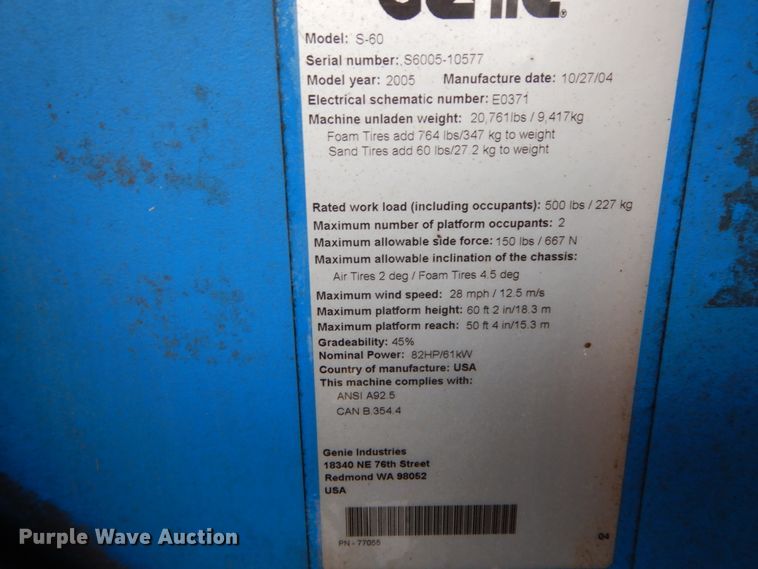 Genie.
Model: S-60
Serial number: S6005-10577
Model year: 2005 Manufacture date: 10/27/04
Electrical schematic number: E0371
Machine unladen weight: 20,761lbs / 9,417kg
Foam Tires add 764 lbs/347 kg to weight
Sand Tires add 60 lbs/27.2 kg to weight
Rated work load (including occupants): 500 lbs / 227 kg
Maximum number of platform occupants: 2
Maximum allowable side force: 150 lbs / 667 N
Maximum allowable inclination of the chassis:
Air Tires 2 deg / Foam Tires 4.5 deg
Maximum wind speed: 28 mph / 12.5 m/s
Maximum platform height: 60 ft 2 in/18.3 m
Maximum platform reach: 50 ft 4 in/15.3 m
Gradeability: 45%
Nominal Power: 82HP/61kW
Country of manufacture: USA
This machine complies with:
ANSI A92.5
CAN B.354.4
Genie Industries
18340 NE 76th Street
Redmond WA 98052
USA
PN - 77055 04
Purple Wave Auction